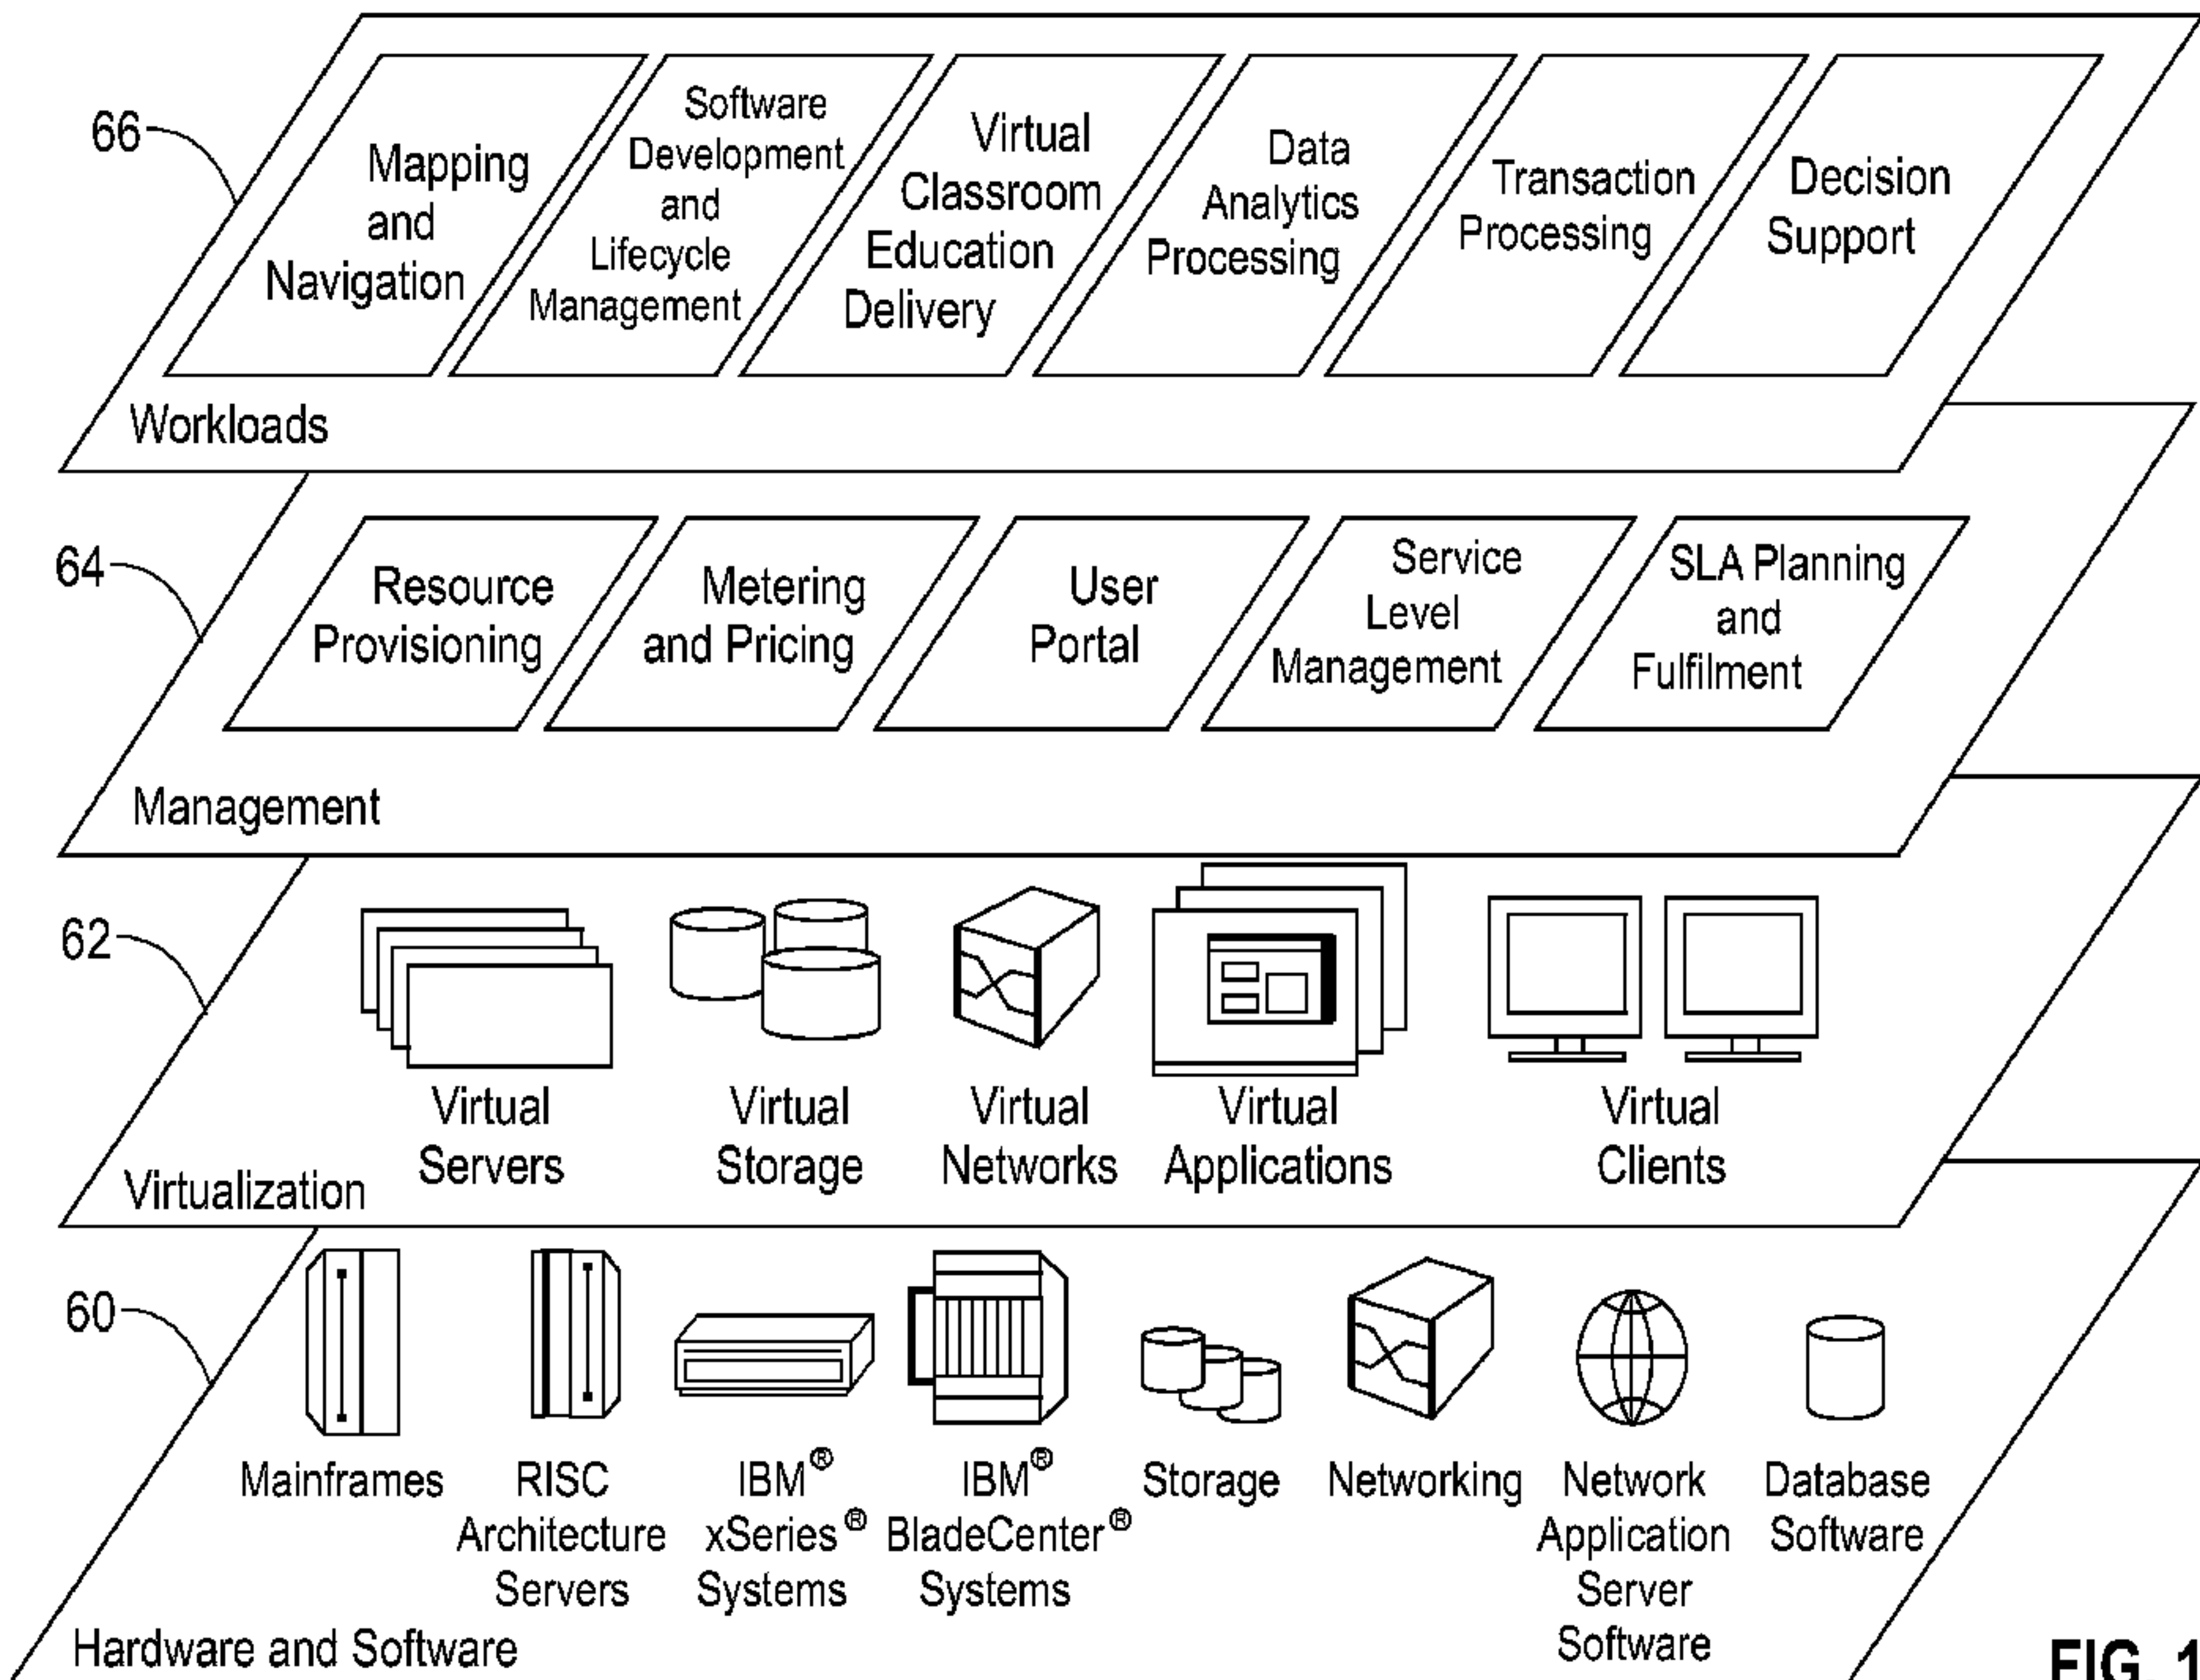 66
Mapping
and
Navigation
Software
Development
and
Lifecycle
Management
Virtual
Classroom
Education
Delivery
Data
Analytics
Processing
Transaction
Processing
Decision
Support
Workloads
64
Resource
Provisioning
Metering
and Pricing
User
Portal
Service
Level
Management
SLA Planning
and
Fulfilment
Management
62
Virtual
Servers
Virtual
Storage
Virtual
Networks
Virtual
Applications
Virtual
Clients
Virtualization
60
Mainframes
RISC
Architecture
Servers
IBM®
xSeries®
Systems
IBM®
BladeCenter®
Systems
Storage
Networking
Network
Application
Server
Software
Database
Software
Hardware and Software
FIG. 1